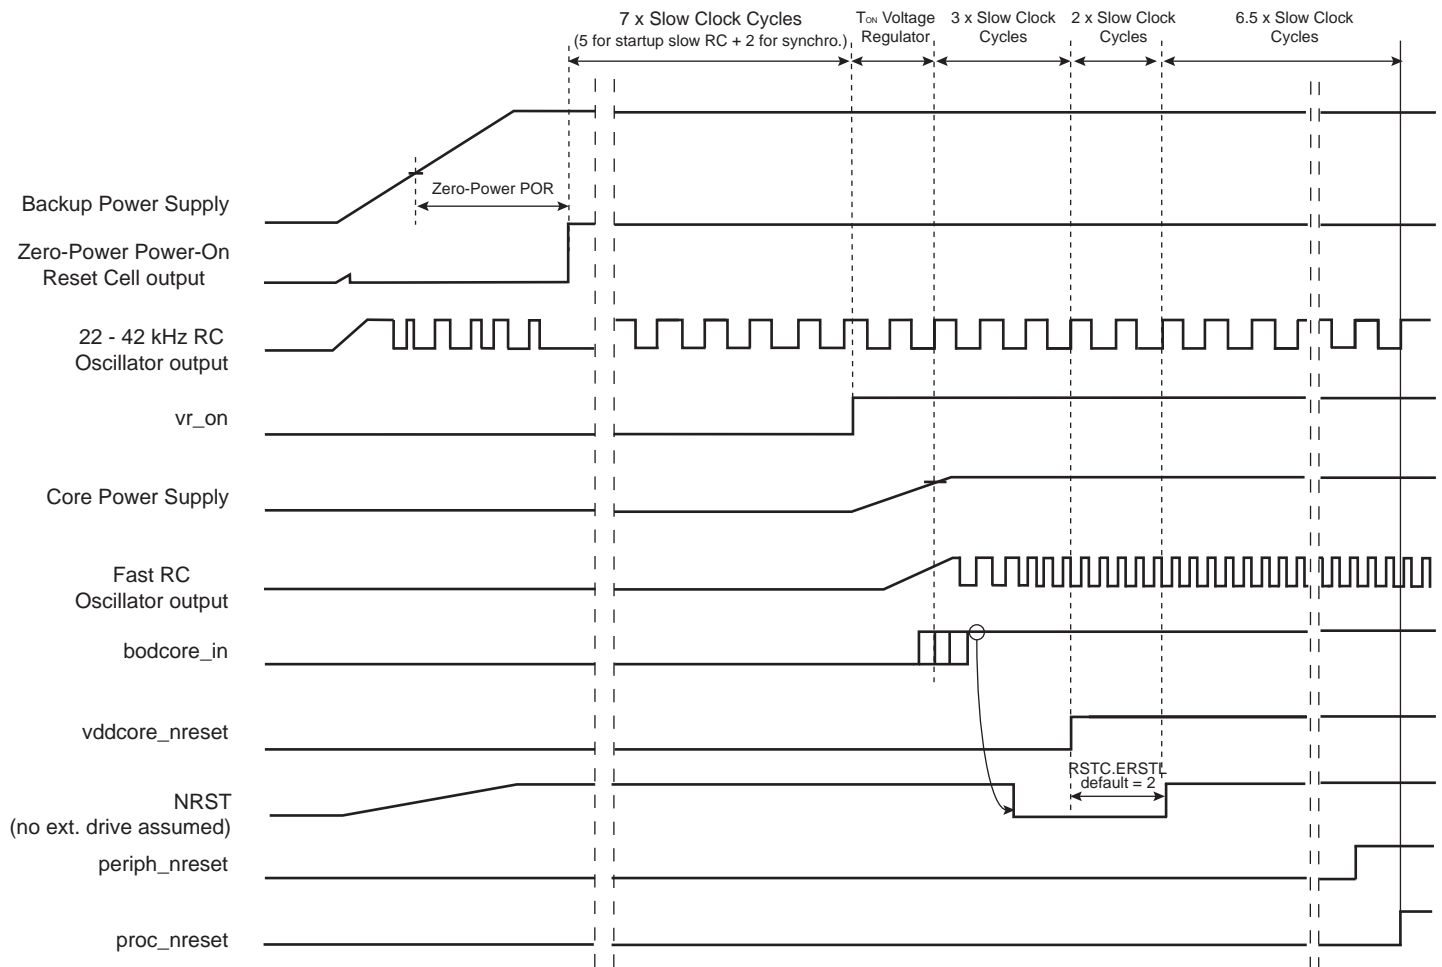 7 x Slow Clock Cycles
(5 for startup slow RC + 2 for synchro.)
TON Voltage
Regulator
3 x Slow Clock
Cycles
2 x Slow Clock
Cycles
6.5 x Slow Clock
Cycles
Zero-Power POR
Backup Power Supply
Zero-Power Power-On
Reset Cell output
22 - 42 kHz RC
Oscillator output
vr_on
Core Power Supply
Fast RC
Oscillator output
bodcore_in
vddcore_nreset
RSTC.ERSTL
default = 2
NRST
(no ext. drive assumed)
periph_nreset
proc_nreset